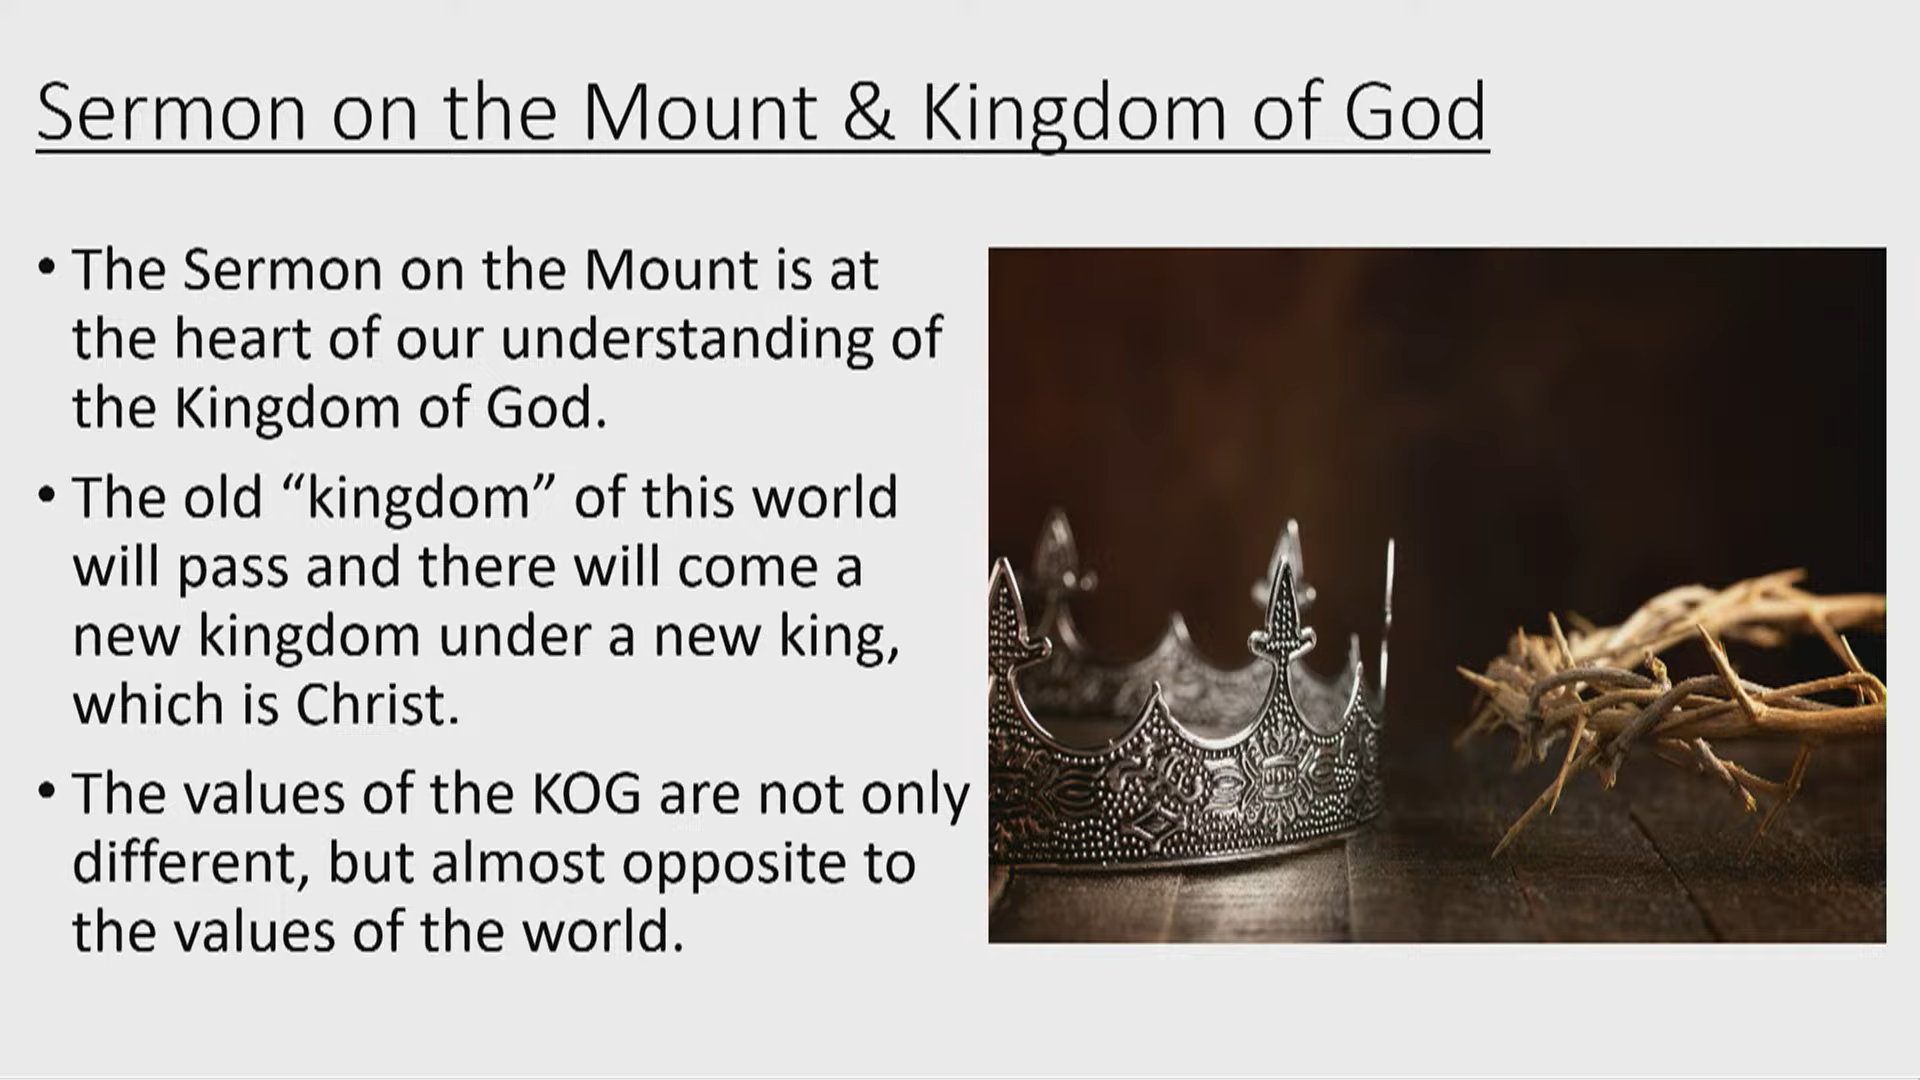 Sermon on the Mount & Kingdom of God
• The Sermon on the Mount is at
the heart of our understanding of
the Kingdom of God.
• The old “kingdom” of this world
will pass and there will come a
new kingdom under a new king,
which is Christ.
• The values of the KOG are not only
different, but almost opposite to
the values of the world.